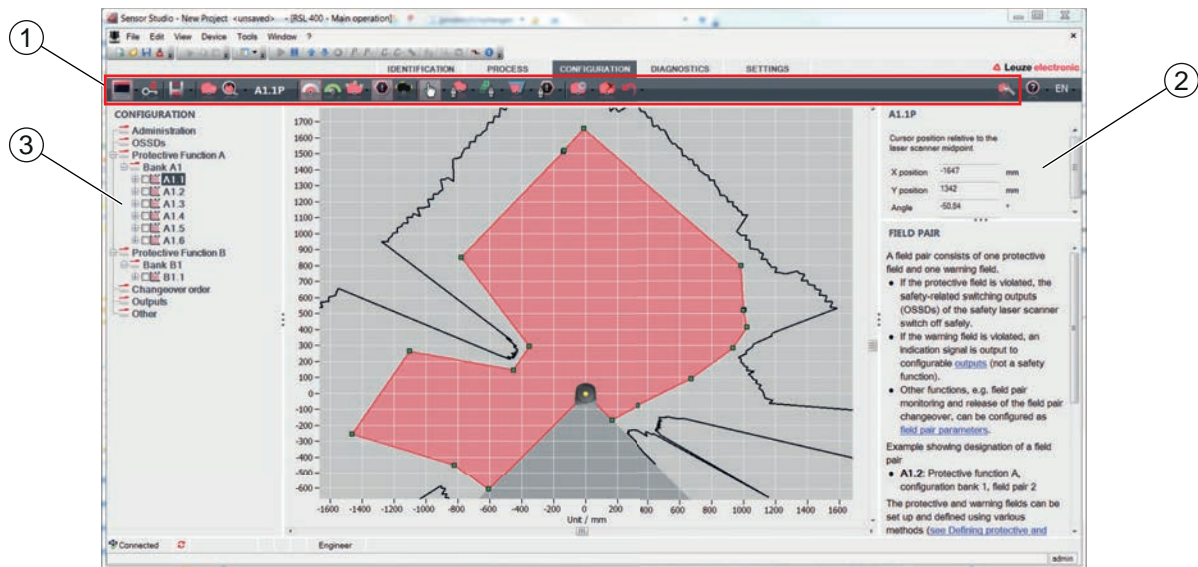 Sensor Studio - New Project <unsaved> - [RSL 400 - Main operation]
File Edit View Device Tools Window ?
IDENTIFICATION PROCESS CONFIGURATION DIAGNOSTICS SETTINGS
Leuze electronic
1
A1.1P
EN
2
3
CONFIGURATION
Administration
OSSDs
Protective Function A
Bank A1
A1.1
A1.2
A1.3
A1.4
A1.5
A1.6
Protective Function B
Bank B1
B1.1
Changeover order
Outputs
Other
1700
1600
1500
1400
1300
1200
1100
1000
900
800
700
600
500
400
300
200
100
0
-100
-200
-300
-400
-500
-600
-1600 -1400 -1200 -1000 -800 -600 -400 -200 0 200 400 600 800 1000 1200 1400 1600
Unt / mm
A1.1P
Cursor position relative to the
laser scanner midpoint
X position -1647 mm
Y position 1342 mm
Angle -50.84 °
FIELD PAIR
A field pair consists of one protective
field and one warning field.
• If the protective field is violated, the
safety-related switching outputs
(OSSDs) of the safety laser scanner
switch off safely.
• If the warning field is violated, an
indication signal is output to
configurable outputs (not a safety
function).
• Other functions, e.g. field pair
monitoring and release of the field pair
changeover, can be configured as
field pair parameters.
Example showing designation of a field
pair
• A1.2: Protective function A,
configuration bank 1, field pair 2
The protective and warning fields can be
set up and defined using various
methods (see Defining protective and
Connected
Engineer
admin